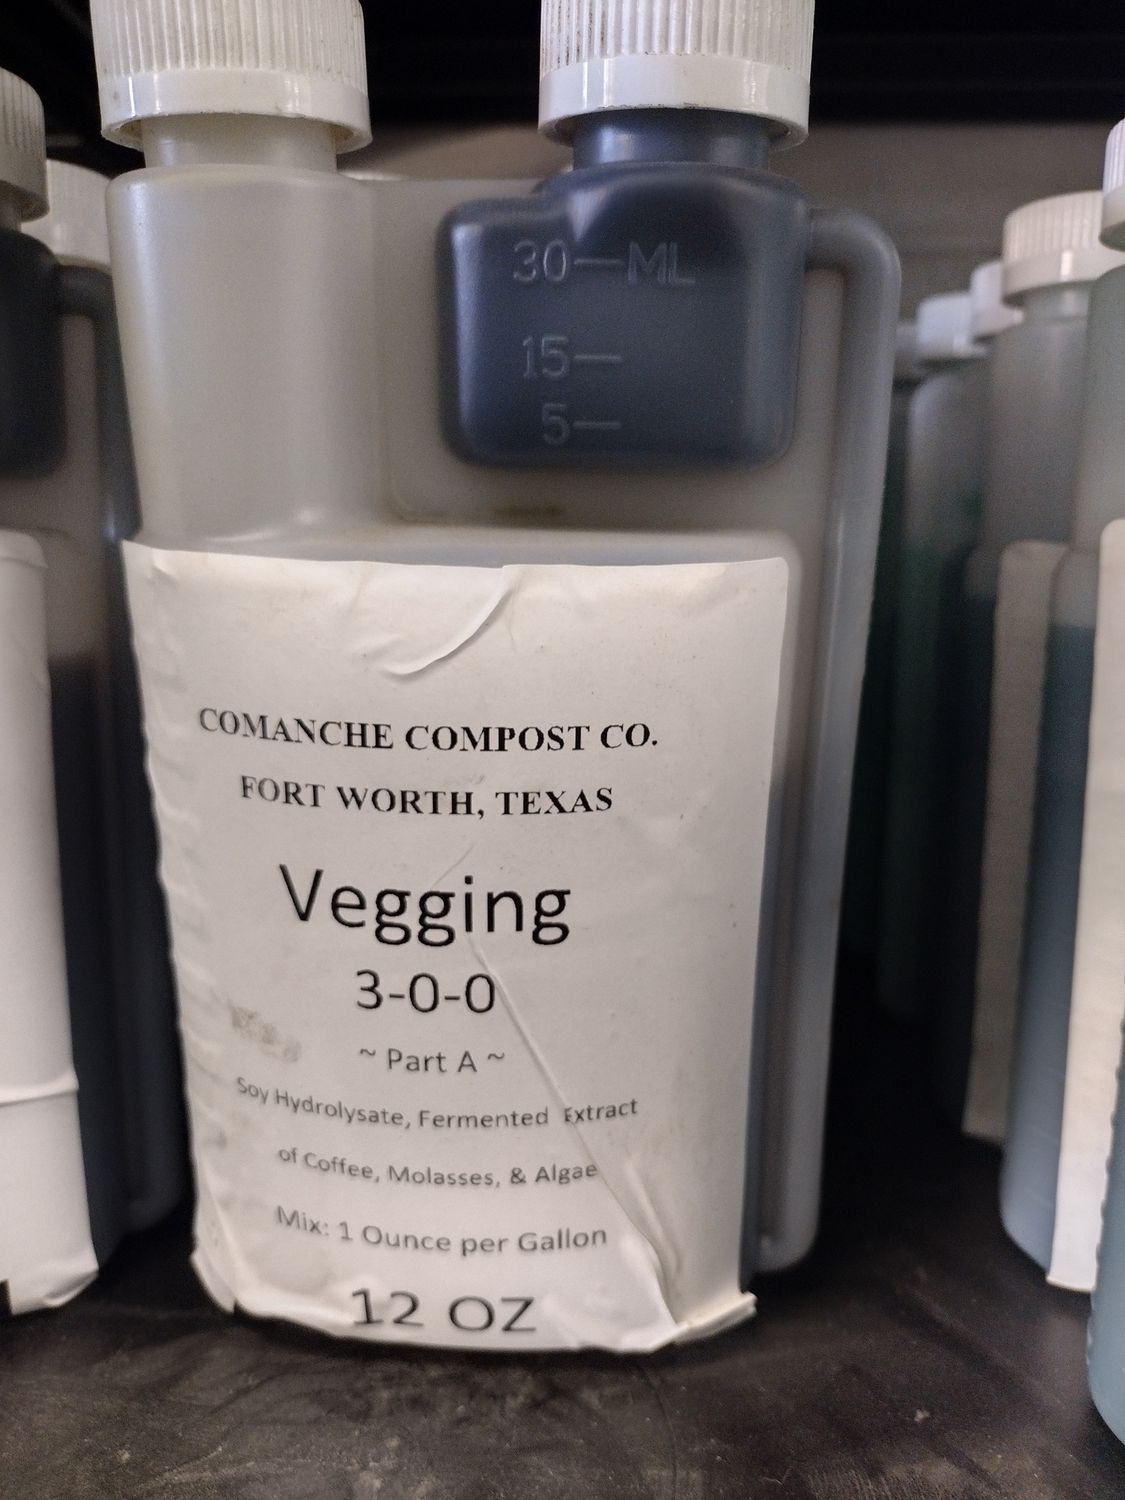 30—ML
15—
5—
COMANCHE COMPOST CO.
FORT WORTH, TEXAS
Vegging
3-0-0
~ Part A ~
Soy Hydrolysate, Fermented Extract
of Coffee, Molasses, & Algae
Mix: 1 Ounce per Gallon
12 OZ